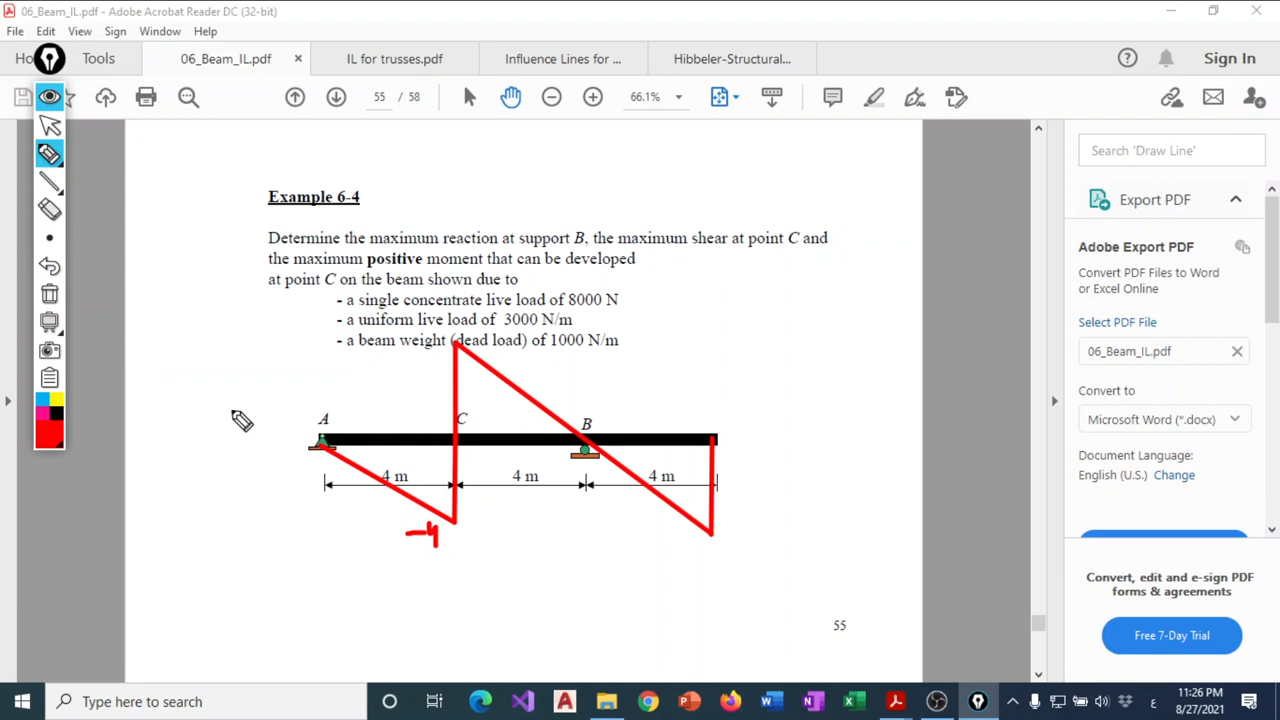 06_Beam_IL.pdf - Adobe Acrobat Reader DC (32-bit)
File Edit View Sign Window Help
Ho Tools 06_Beam_IL.pdf IL for trusses.pdf Influence Lines for ... Hibbeler-Structural... Sign In
55 / 58 66.1%
Example 6-4
Determine the maximum reaction at support B, the maximum shear at point C and
the maximum positive moment that can be developed
at point C on the beam shown due to
- a single concentrate live load of 8000 N
- a uniform live load of 3000 N/m
- a beam weight (dead load) of 1000 N/m
A C B
4 m 4 m 4 m
-4
55
Search 'Draw Line'
Export PDF
Adobe Export PDF
Convert PDF Files to Word
or Excel Online
Select PDF File
06_Beam_IL.pdf
Convert to
Microsoft Word (*.docx)
Document Language:
English (U.S.) Change
Convert, edit and e-sign PDF
forms & agreements
Free 7-Day Trial
Type here to search
ع
11:26 PM
8/27/2021